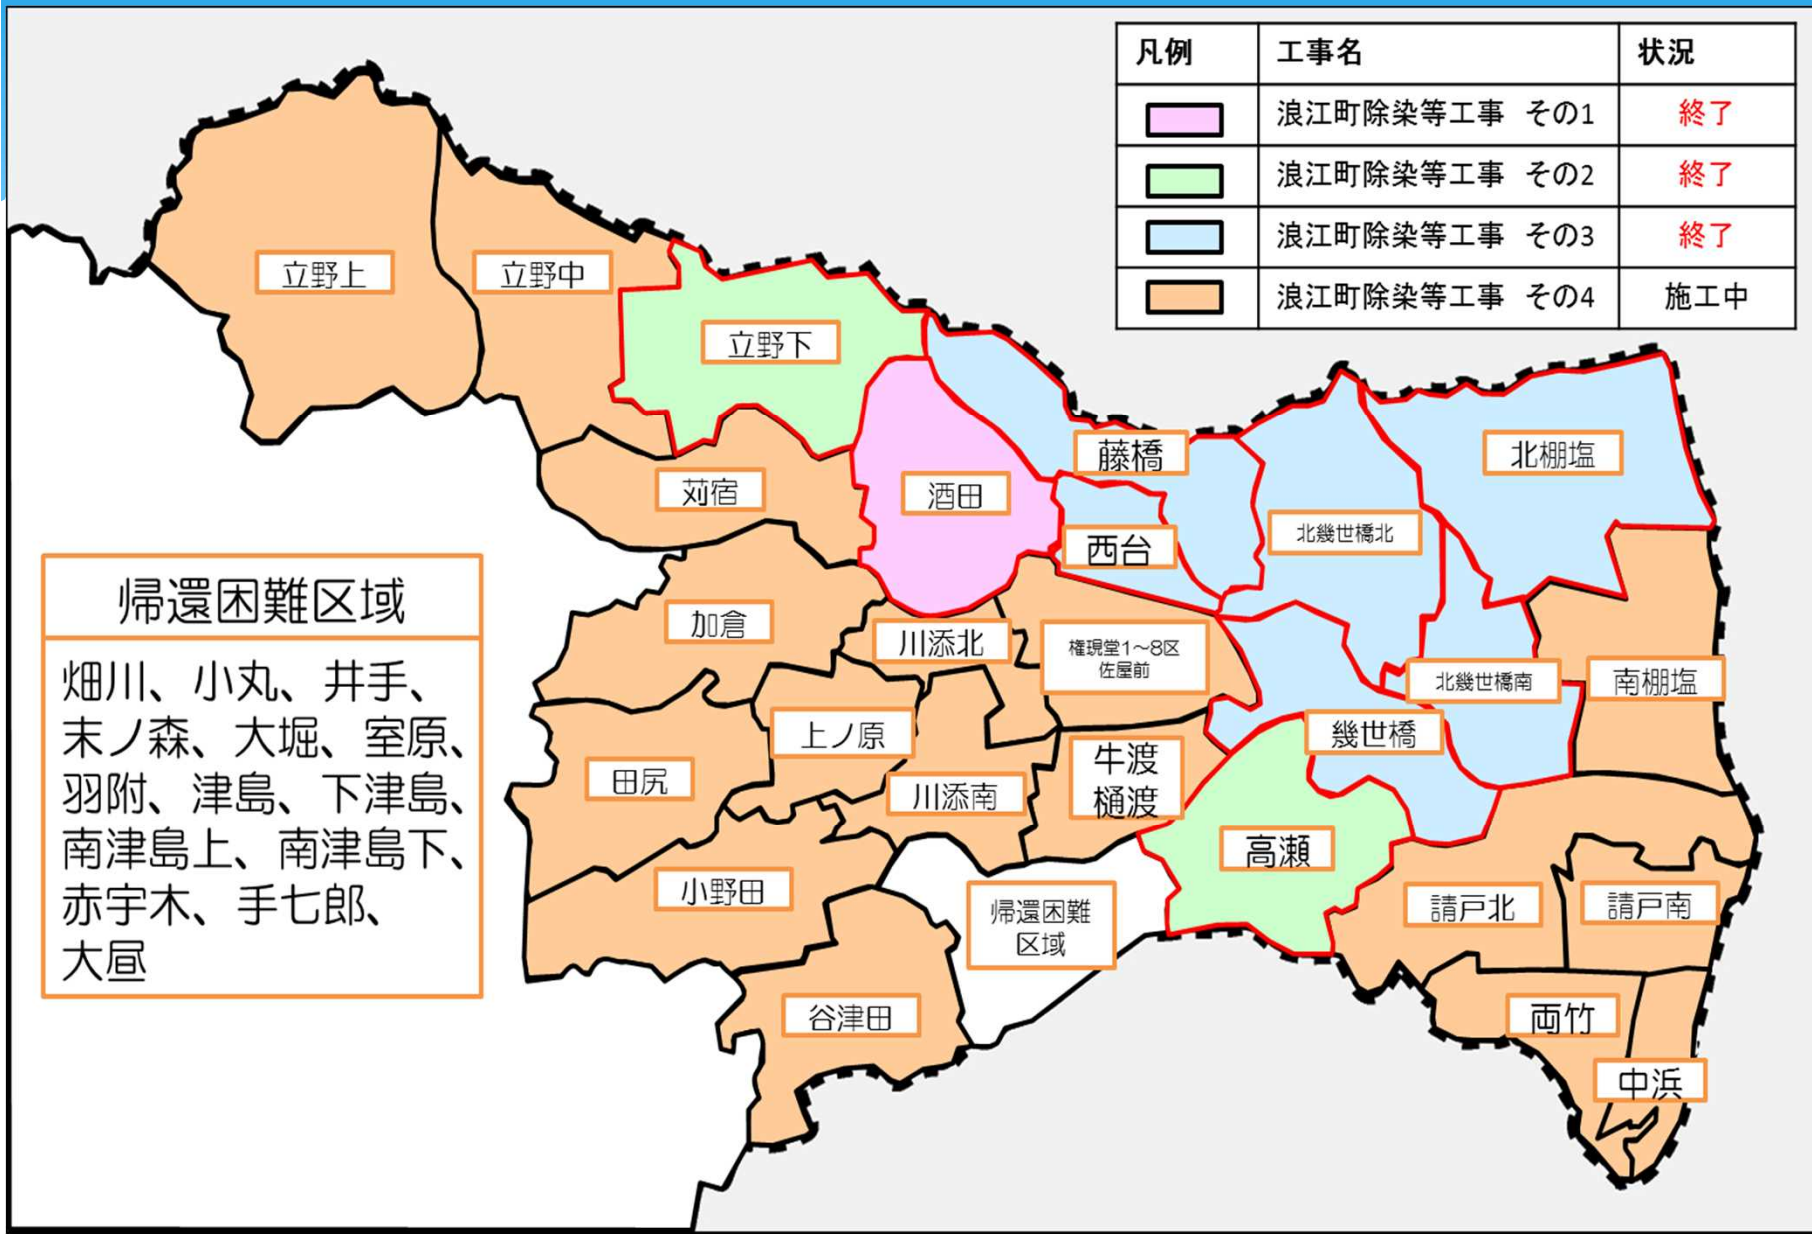 凡例 工事名 状況
浪江町除染等工事 その1 終了
浪江町除染等工事 その2 終了
浪江町除染等工事 その3 終了
浪江町除染等工事 その4 施工中
立野上
立野中
立野下
藤橋
北棚塩
苅宿
酒田
西台
北幾世橋北
帰還困難区域
畑川、小丸、井手、
末ノ森、大堀、室原、
羽附、津島、下津島、
南津島上、南津島下、
赤宇木、手七郎、
大昼
加倉
川添北
権現堂1～8区
佐屋前
北幾世橋南
南棚塩
上ノ原
幾世橋
田尻
川添南
牛渡
樋渡
高瀬
小野田
帰還困難
区域
請戸北
請戸南
谷津田
両竹
中浜